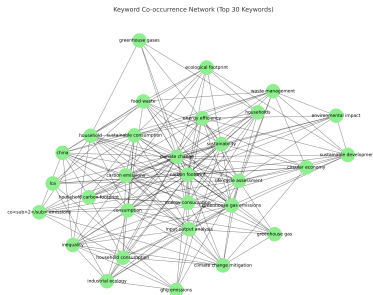 Keyword Co-occurrence Network (Top 30 Keywords)
greenhouse gases
ecological footprint
waste management
food waste
households
environmental impact
energy efficiency
household
sustainable consumption
sustainability
china
climate change
sustainable developmen
circular economy
carbon emissions
carbon footprint
life cycle assessment
lca
household carbon footprint
energy consumption
greenhouse gas emissions
co<sub>2</sub> emissions
consumption
input output analysis
greenhouse gas
inequality
household consumption
climate change mitigation
industrial ecology
ghg emissions